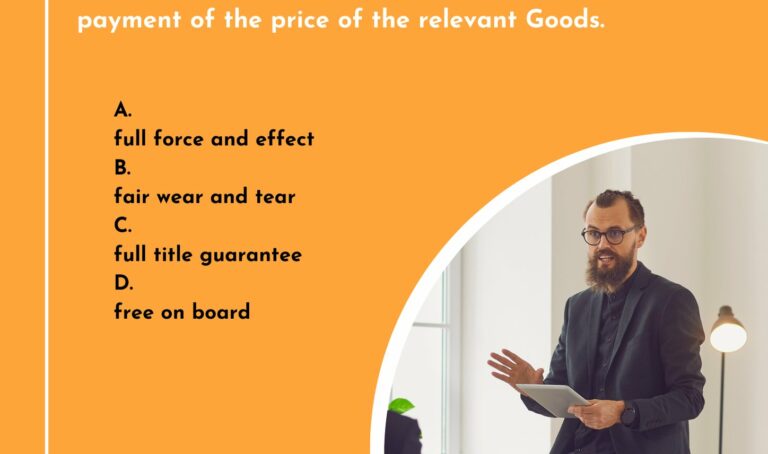 payment of the price of the relevant Goods.
A.
full force and effect
B.
fair wear and tear
C.
full title guarantee
D.
free on board